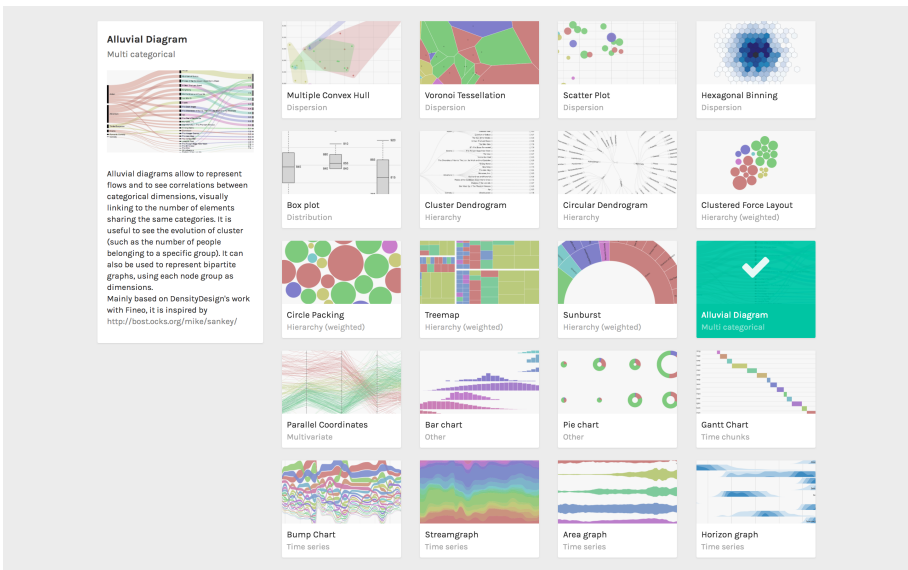 Alluvial Diagram
Multi categorical
Alluvial diagrams allow to represent
flows and to see correlations between
categorical dimensions, visually
linking to the number of elements
sharing the same categories. It is
useful to see the evolution of cluster
(such as the number of people
belonging to a specific group). It can
also be used to represent bipartite
graphs, using each node group as
dimensions.
Mainly based on DensityDesign's work
with Fineo, it is inspired by
http://bost.ocks.org/mike/sankey/
Multiple Convex Hull
Dispersion
Voronoi Tessellation
Dispersion
Scatter Plot
Dispersion
Hexagonal Binning
Dispersion
Box plot
Distribution
Cluster Dendrogram
Hierarchy
Circular Dendrogram
Hierarchy
Clustered Force Layout
Hierarchy (weighted)
Circle Packing
Hierarchy (weighted)
Treemap
Hierarchy (weighted)
Sunburst
Hierarchy (weighted)
Alluvial Diagram
Multi categorical
Parallel Coordinates
Multivariate
Bar chart
Other
Pie chart
Other
Gantt Chart
Time chunks
Bump Chart
Time series
Streamgraph
Time series
Area graph
Time series
Horizon graph
Time series